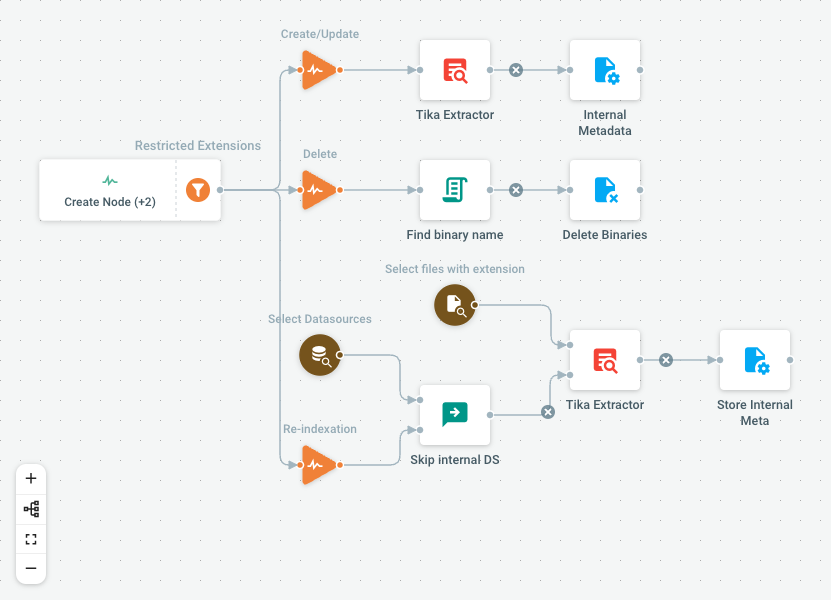 Create/Update
Tika Extractor
Internal
Metadata
Restricted Extensions
Create Node (+2)
Delete
Find binary name
Delete Binaries
Select files with extension
Select Datasources
Tika Extractor
Store Internal
Meta
Re-indexation
Skip internal DS